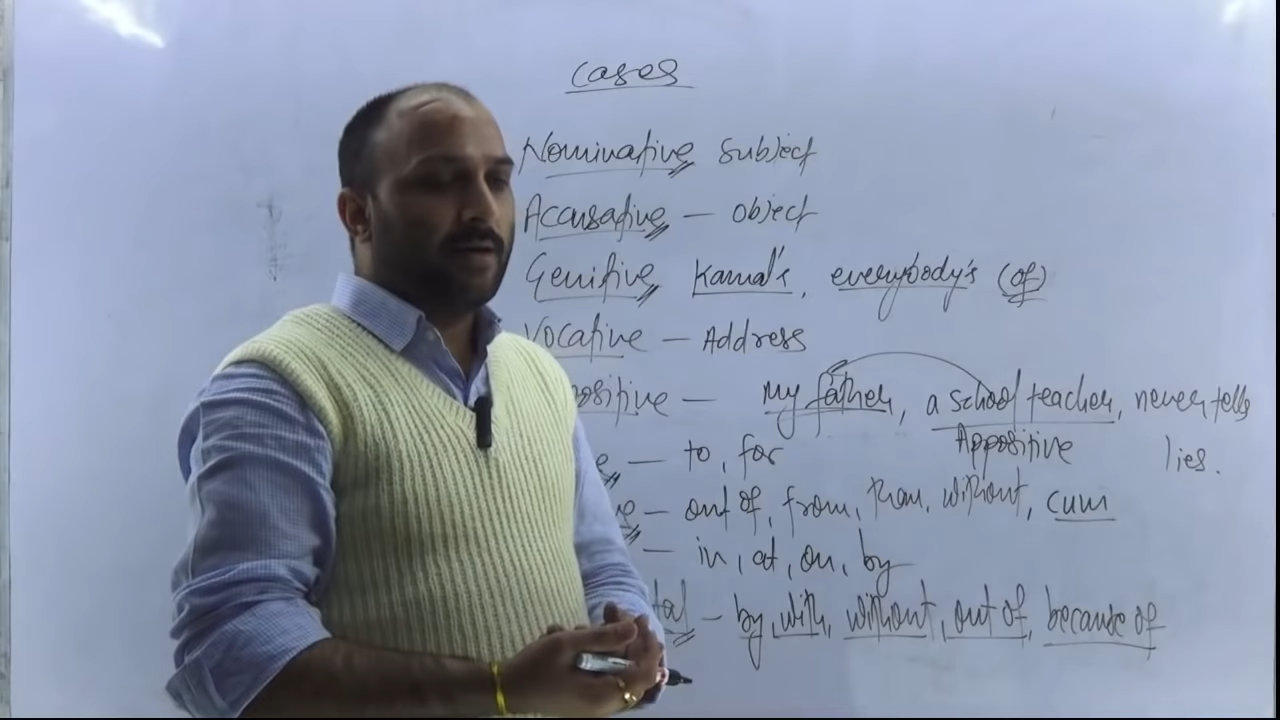 Cases
Nominative subject
Accusative — object
Genitive Kamal's, everybody's (of)
Vocative — Address
ositive — my father, a school teacher, never tells lies.
Appositive
e — to, for
— out of, from, than, without, cum
— in, at, on, by
tal — by, with, without, out of, because of